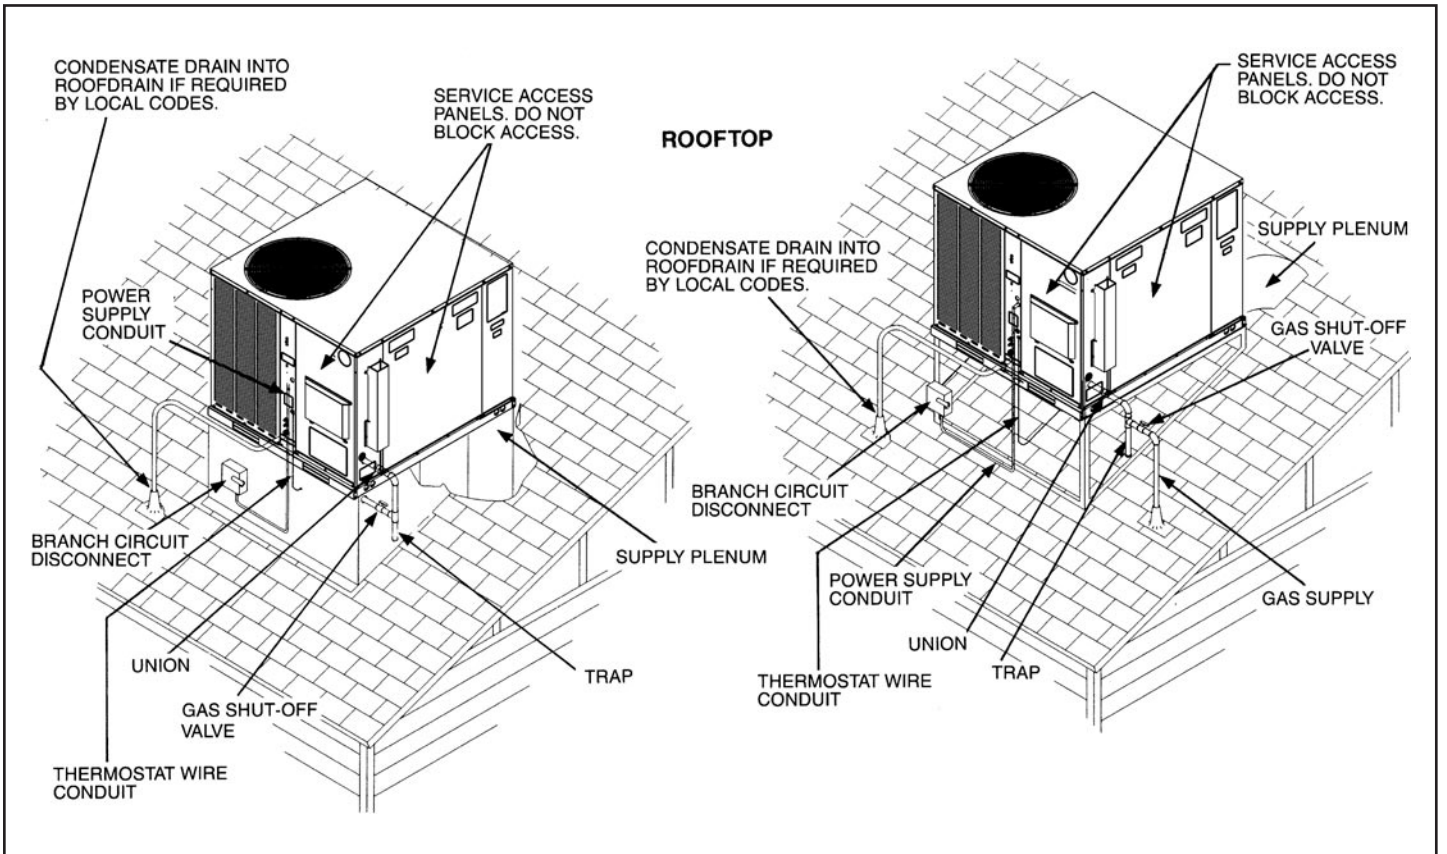 CONDENSATE DRAIN INTO
ROOFDRAIN IF REQUIRED
BY LOCAL CODES.
SERVICE ACCESS
PANELS. DO NOT
BLOCK ACCESS.
POWER
SUPPLY
CONDUIT
BRANCH CIRCUIT
DISCONNECT
SUPPLY PLENUM
UNION
TRAP
GAS SHUT-OFF
VALVE
THERMOSTAT WIRE
CONDUIT
ROOFTOP
SERVICE ACCESS
PANELS. DO NOT
BLOCK ACCESS.
CONDENSATE DRAIN INTO
ROOFDRAIN IF REQUIRED
BY LOCAL CODES.
SUPPLY PLENUM
GAS SHUT-OFF
VALVE
BRANCH CIRCUIT
DISCONNECT
POWER SUPPLY
CONDUIT
GAS SUPPLY
UNION
TRAP
THERMOSTAT WIRE
CONDUIT